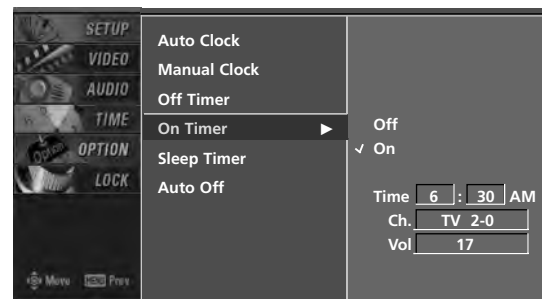 SETUP
VIDEO
AUDIO
TIME
OPTION
LOCK
Move MENU Prev
Auto Clock
Manual Clock
Off Timer
On Timer ►
Sleep Timer
Auto Off
Off
✓ On
Time 6 : 30 AM
Ch. TV 2-0
Vol 17